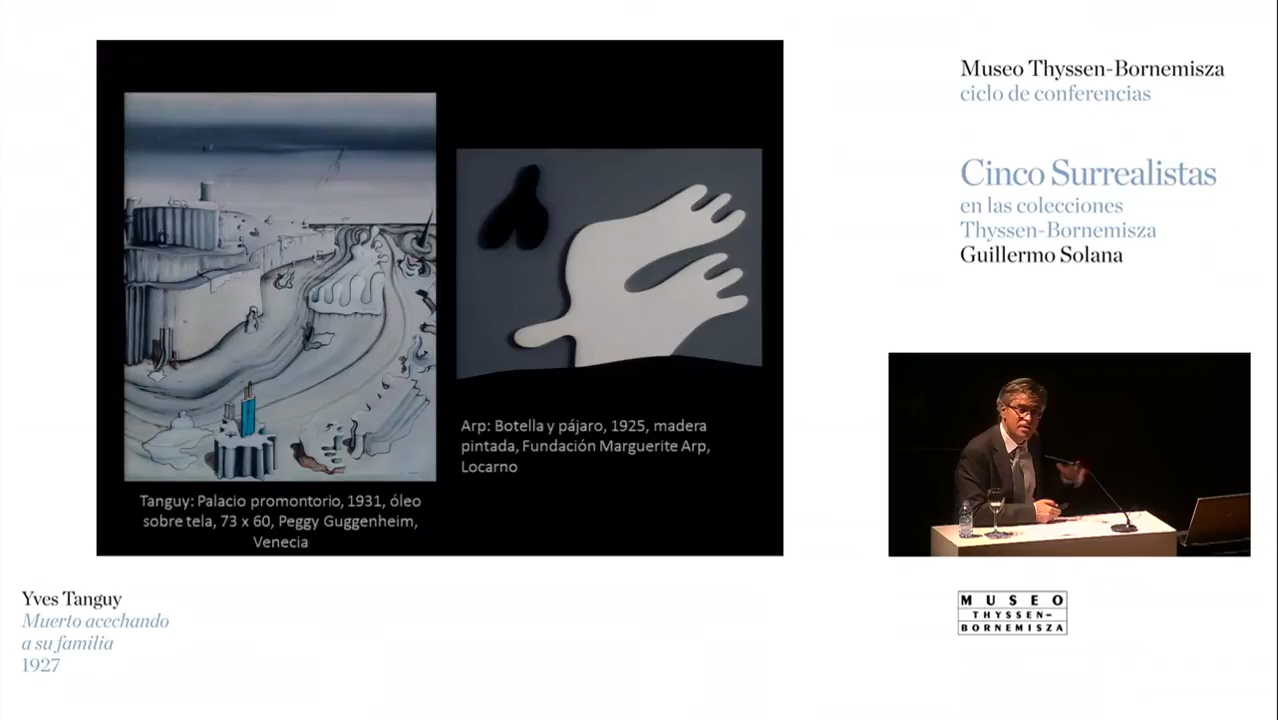 Museo Thyssen-Bornemisza
ciclo de conferencias
Cinco Surrealistas
en las colecciones
Thyssen-Bornemisza
Guillermo Solana
Arp: Botella y pájaro, 1925, madera
pintada, Fundación Marguerite Arp,
Locarno
Tanguy: Palacio promontorio, 1931, óleo
sobre tela, 73 x 60, Peggy Guggenheim,
Venecia
Yves Tanguy
Muerto acechando
a su familia
1927
MUSEO
THYSSEN-
BORNEMISZA